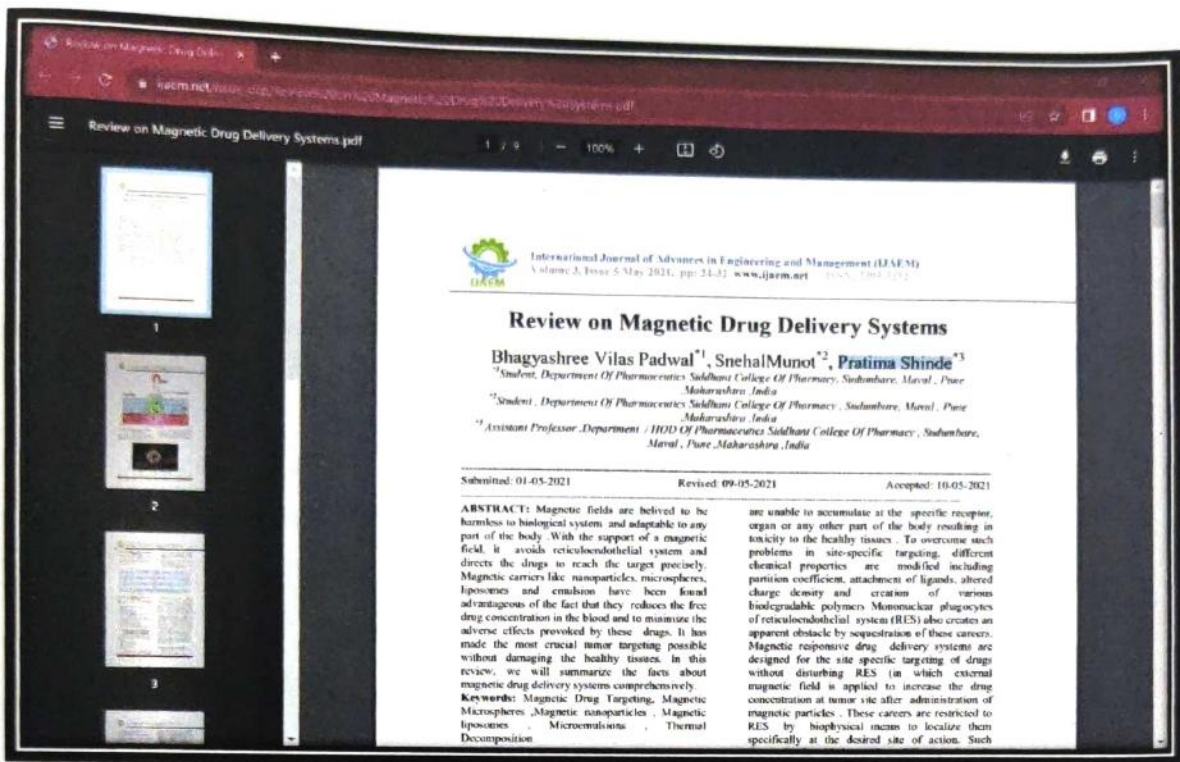 Review on Magnetic Drug Deli
Review on Magnetic Drug Delivery Systems.pdf
1 / 9
100%
1
2
3
IJAEM
International Journal of Advances in Engineering and Management (IJAEM)
Volume 3, Issue 5 May 2021, pp: 24-32 www.ijaem.net
Review on Magnetic Drug Delivery Systems
Bhagyashree Vilas Padwal*1, SnehalMunot*2, Pratima Shinde*3
Student, Department Of Pharmaceutics Siddhant College Of Pharmacy, Sudumbare, Maval , Pune
,Maharashtra ,India
Student , Department Of Pharmaceutics Siddhant College Of Pharmacy , Sudumbare, Maval , Pune
,Maharashtra ,India
Assistant Professor ,Department / HOD Of Pharmaceutics Siddhant College Of Pharmacy , Sudumbare,
Maval , Pune ,Maharashtra ,India
Submitted: 01-05-2021 Revised: 09-05-2021 Accepted: 10-05-2021
ABSTRACT: Magnetic fields are belived to be
harmless to biological system and adaptable to any
part of the body .With the support of a magnetic
field, it avoids reticuloendothelial system and
directs the drugs to reach the target precisely.
Magnetic carriers like nanoparticles, microspheres,
liposomes and emulsion have been found
advantageous of the fact that they reduces the free
drug concentration in the blood and to minimize the
adverse effects provoked by these drugs. It has
made the most crucial tumor targeting possible
without damaging the healthy tissues. In this
review, we will summarize the facts about
magnetic drug delivery systems comprehensively.
Keywords: Magnetic Drug Targeting, Magnetic
Microspheres ,Magnetic nanoparticles , Magnetic
liposomes , Microemulsions , Thermal
Decomposition
are unable to accumulate at the specific receptor,
organ or any other part of the body resulting in
toxicity to the healthy tissues . To overcome such
problems in site-specific targeting, different
chemical properties are modified including
partition coefficient, attachment of ligands, altered
charge density and creation of various
biodegradable polymers Mononuclear phagocytes
of reticuloendothelial system (RES) also creates an
apparent obstacle by sequestration of these careers.
Magnetic responsive drug delivery systems are
designed for the site specific targeting of drugs
without disturbing RES (in which external
magnetic field is applied to increase the drug
concentration at tumor site after administration of
magnetic particles . These careers are restricted to
RES by biophysical means to localize them
specifically at the desired site of action. Such